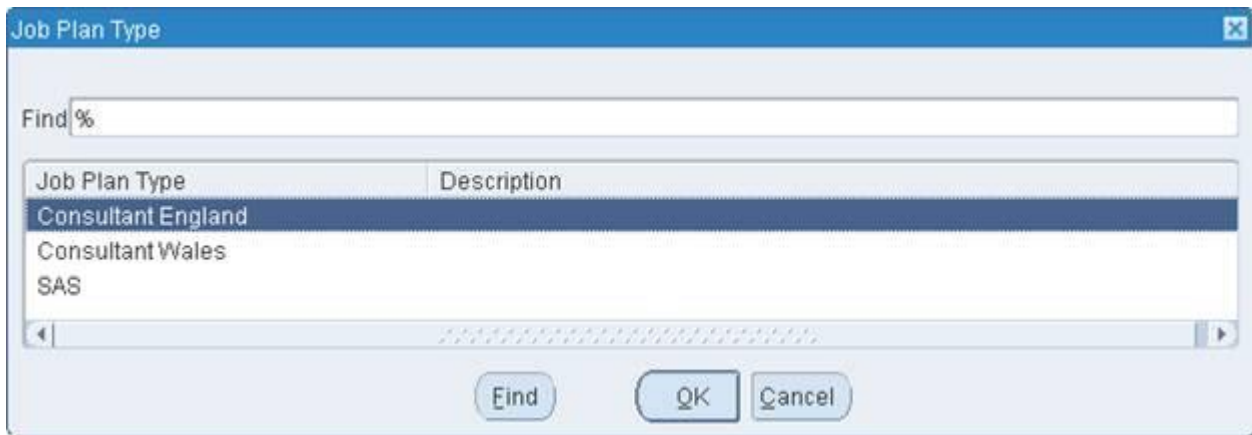 Job Plan Type
Find %
Job Plan Type Description
Consultant England
Consultant Wales
SAS
Find OK Cancel